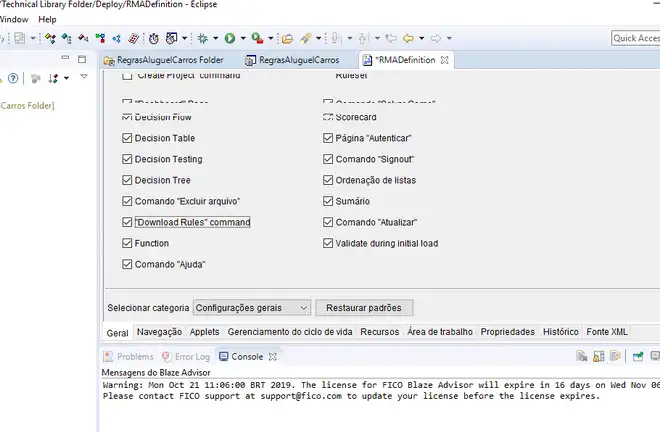 /Technical Library Folder/Deploy/RMADefinition - Eclipse
Window Help
Quick Acces
RegrasAluguelCarros Folder RegrasAluguelCarros *RMADefinition
Carros Folder]
"Create Project" command Ruleset
"Dashboard" Page
Decision Flow Scorecard
Decision Table Página "Autenticar"
Decision Testing Comando "Signout"
Decision Tree Ordenação de listas
Comando "Excluir arquivo" Sumário
"Download Rules" command Comando "Atualizar"
Function Validate during initial load
Comando "Ajuda"
Selecionar categoria Configurações gerais Restaurar padrões
Geral Navegação Applets Gerenciamento do ciclo de vida Recursos Área de trabalho Propriedades Histórico Fonte XML
Problems Error Log Console
Mensagens do Blaze Advisor
Warning: Mon Oct 21 11:06:00 BRT 2019. The license for FICO Blaze Advisor will expire in 16 days on Wed Nov 06
Please contact FICO support at support@fico.com to update your license before the license expires.